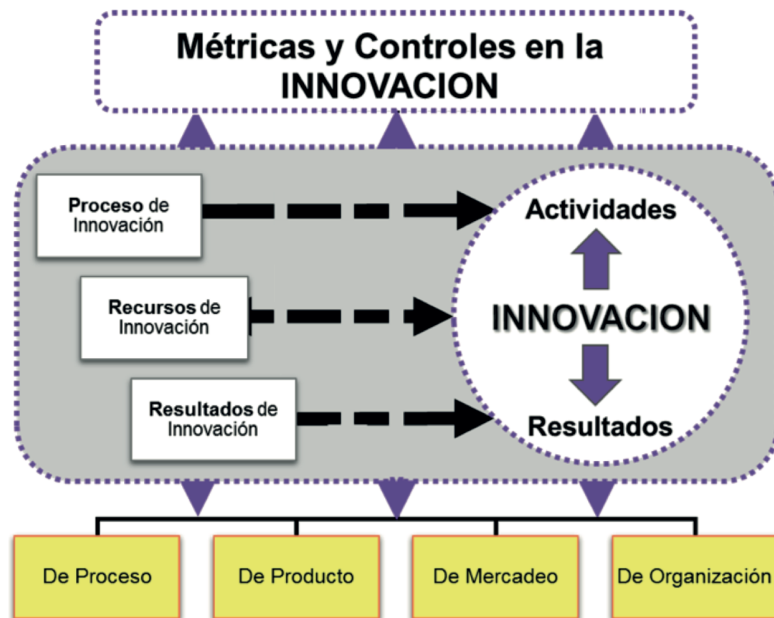 Métricas y Controles en la
INNOVACION
Proceso de
Innovación
Actividades
Recursos de
Innovación
INNOVACION
Resultados de
Innovación
Resultados
De Proceso
De Producto
De Mercadeo
De Organización